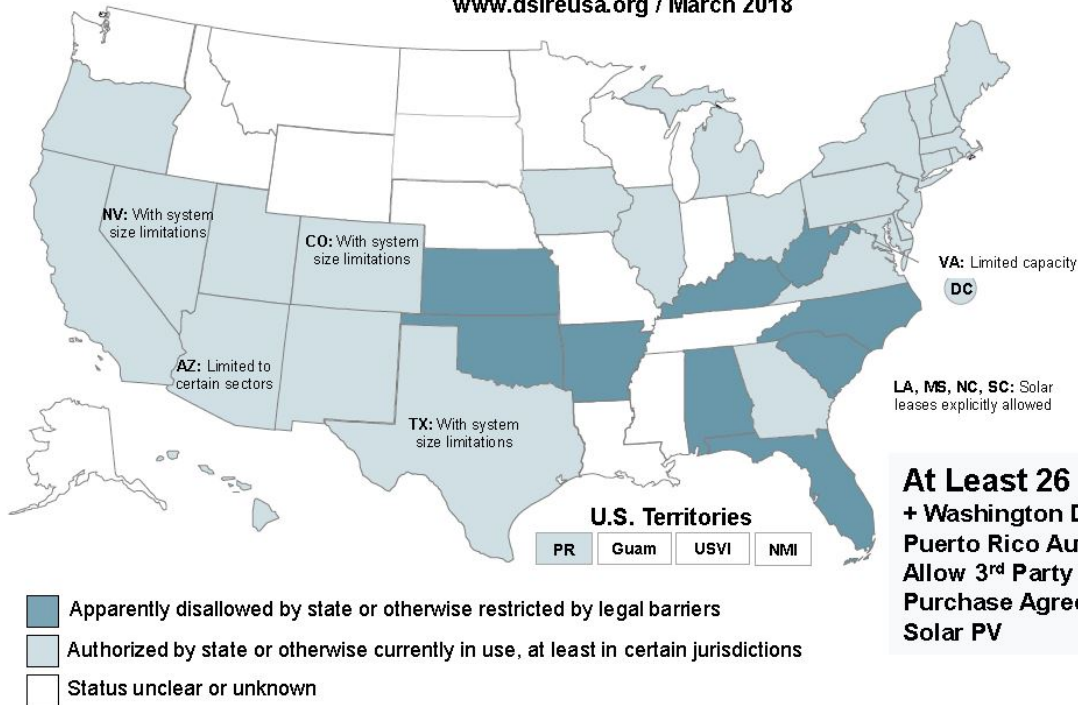 www.dsireusa.org / March 2018
NV: With system
size limitations
CO: With system
size limitations
VA: Limited capacity
DC
AZ: Limited to
certain sectors
LA, MS, NC, SC: Solar
leases explicitly allowed
TX: With system
size limitations
At Least 26
+ Washington
Puerto Rico
Allow 3rd Party
Purchase
Solar PV
U.S. Territories
PR
Guam
USVI
NMI
Apparently disallowed by state or otherwise restricted by legal barriers
Authorized by state or otherwise currently in use, at least in certain jurisdictions
Status unclear or unknown